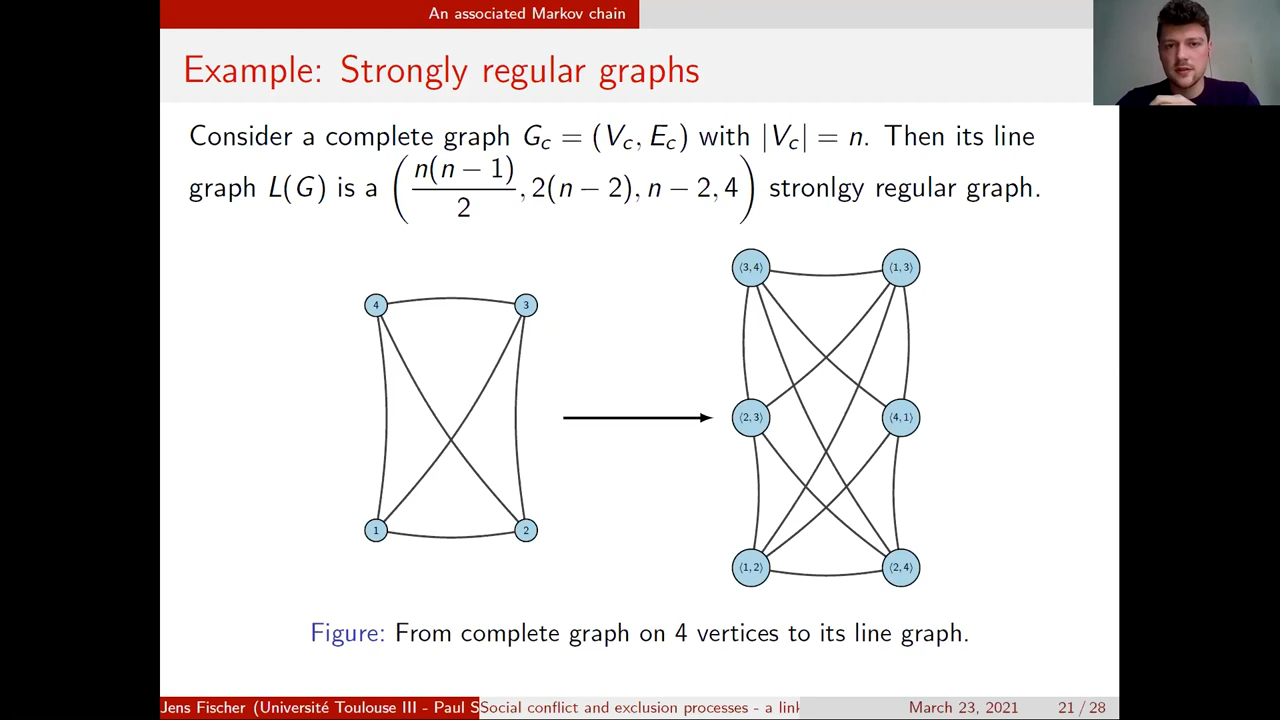 An associated Markov chain
Example: Strongly regular graphs
Consider a complete graph G_c = (V_c, E_c) with |V_c| = n. Then its line
graph L(G) is a (n(n − 1)/2, 2(n − 2), n − 2, 4) stronlgy regular graph.
⟨3, 4⟩ ⟨1, 3⟩
4 3
⟨2, 3⟩ ⟨4, 1⟩
1 2
⟨1, 2⟩ ⟨2, 4⟩
Figure: From complete graph on 4 vertices to its line graph.
Jens Fischer (Université Toulouse III - Paul S Social conflict and exclusion processes - a link March 23, 2021 21 / 28